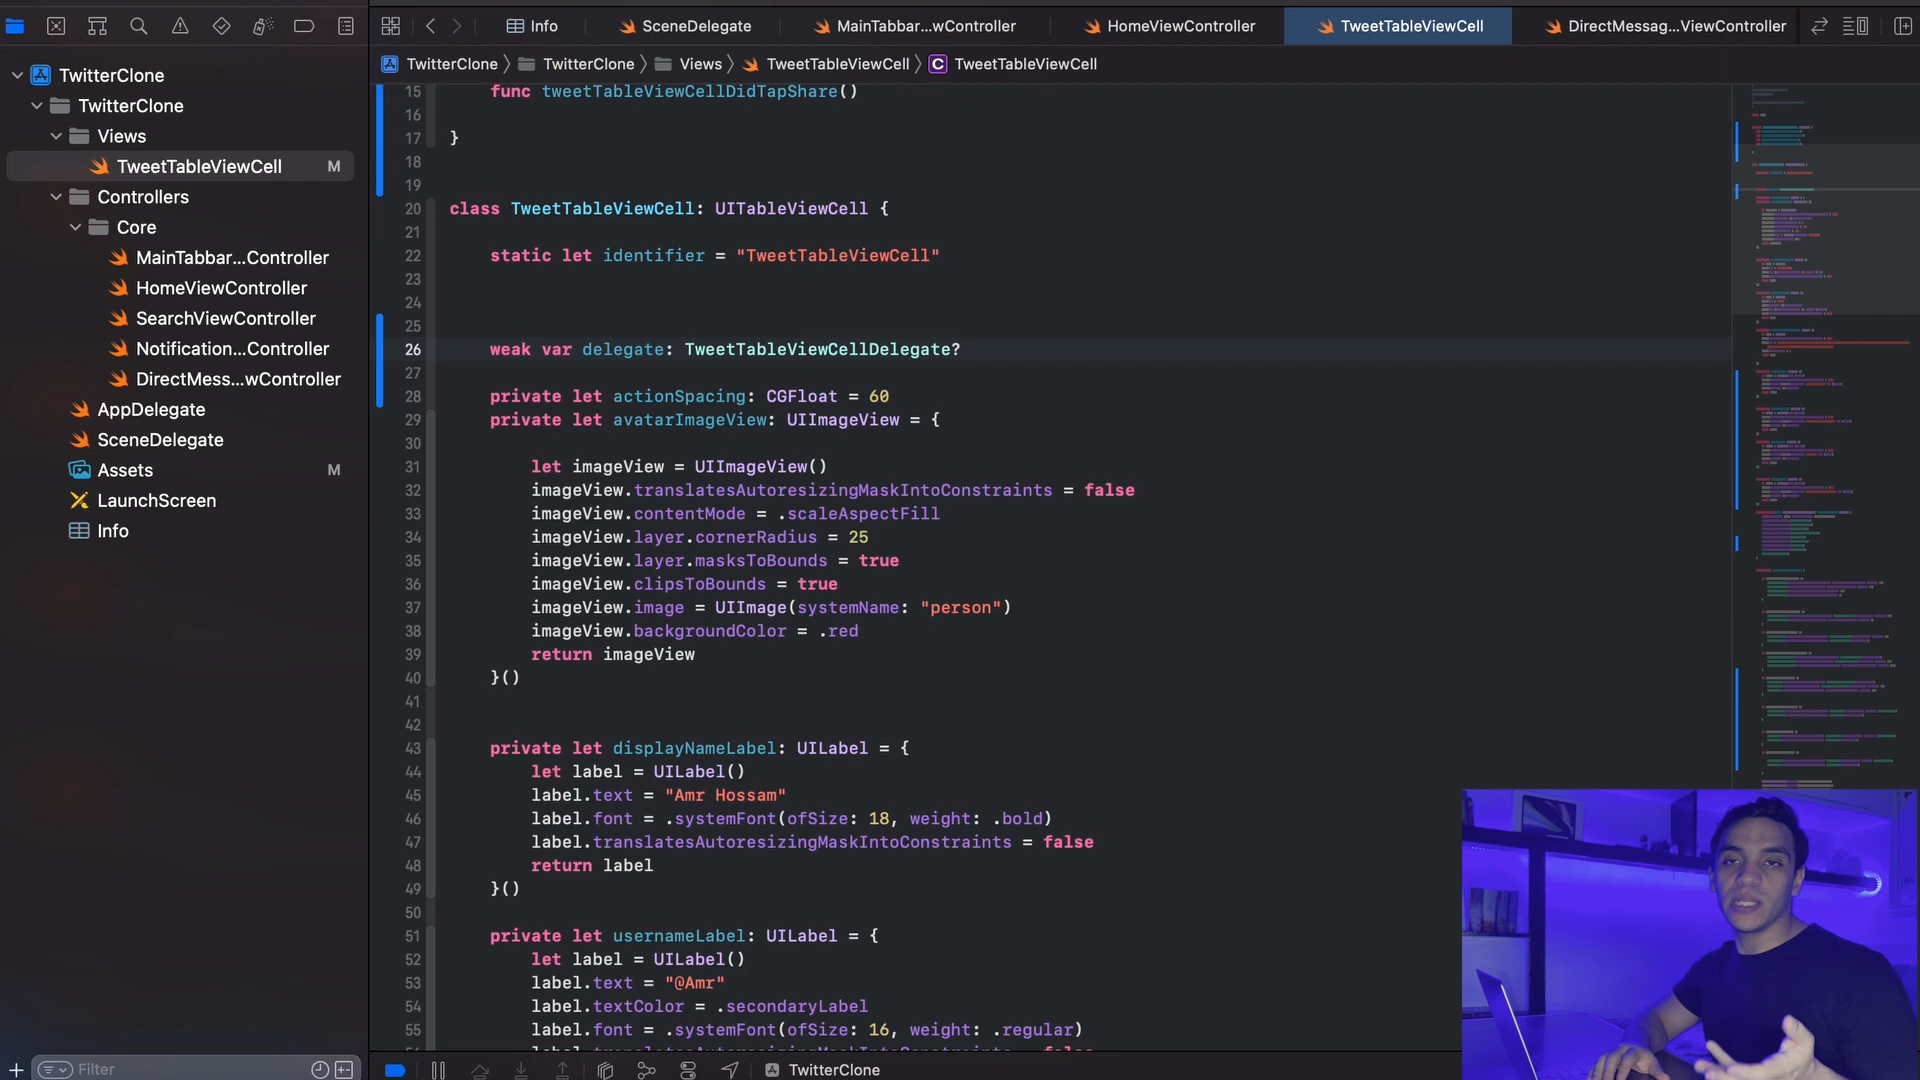 Info
SceneDelegate
MainTabbar...wController
HomeViewController
TweetTableViewCell
DirectMessag...ViewController
TwitterClone
TwitterClone
Views
TweetTableViewCell M
Controllers
Core
MainTabbar...Controller
HomeViewController
SearchViewController
Notification...Controller
DirectMess...wController
AppDelegate
SceneDelegate
Assets M
LaunchScreen
Info
Filter
TwitterClone 〉 TwitterClone 〉 Views 〉 TweetTableViewCell 〉 C TweetTableViewCell
15 func tweetTableViewCellDidTapShare()
16
17 }
18
19
20 class TweetTableViewCell: UITableViewCell {
21
22 static let identifier = "TweetTableViewCell"
23
24
25
26 weak var delegate: TweetTableViewCellDelegate?
27
28 private let actionSpacing: CGFloat = 60
29 private let avatarImageView: UIImageView = {
30
31 let imageView = UIImageView()
32 imageView.translatesAutoresizingMaskIntoConstraints = false
33 imageView.contentMode = .scaleAspectFill
34 imageView.layer.cornerRadius = 25
35 imageView.layer.masksToBounds = true
36 imageView.clipsToBounds = true
37 imageView.image = UIImage(systemName: "person")
38 imageView.backgroundColor = .red
39 return imageView
40 }()
41
42
43 private let displayNameLabel: UILabel = {
44 let label = UILabel()
45 label.text = "Amr Hossam"
46 label.font = .systemFont(ofSize: 18, weight: .bold)
47 label.translatesAutoresizingMaskIntoConstraints = false
48 return label
49 }()
50
51 private let usernameLabel: UILabel = {
52 let label = UILabel()
53 label.text = "@Amr"
54 label.textColor = .secondaryLabel
55 label.font = .systemFont(ofSize: 16, weight: .regular)
TwitterClone